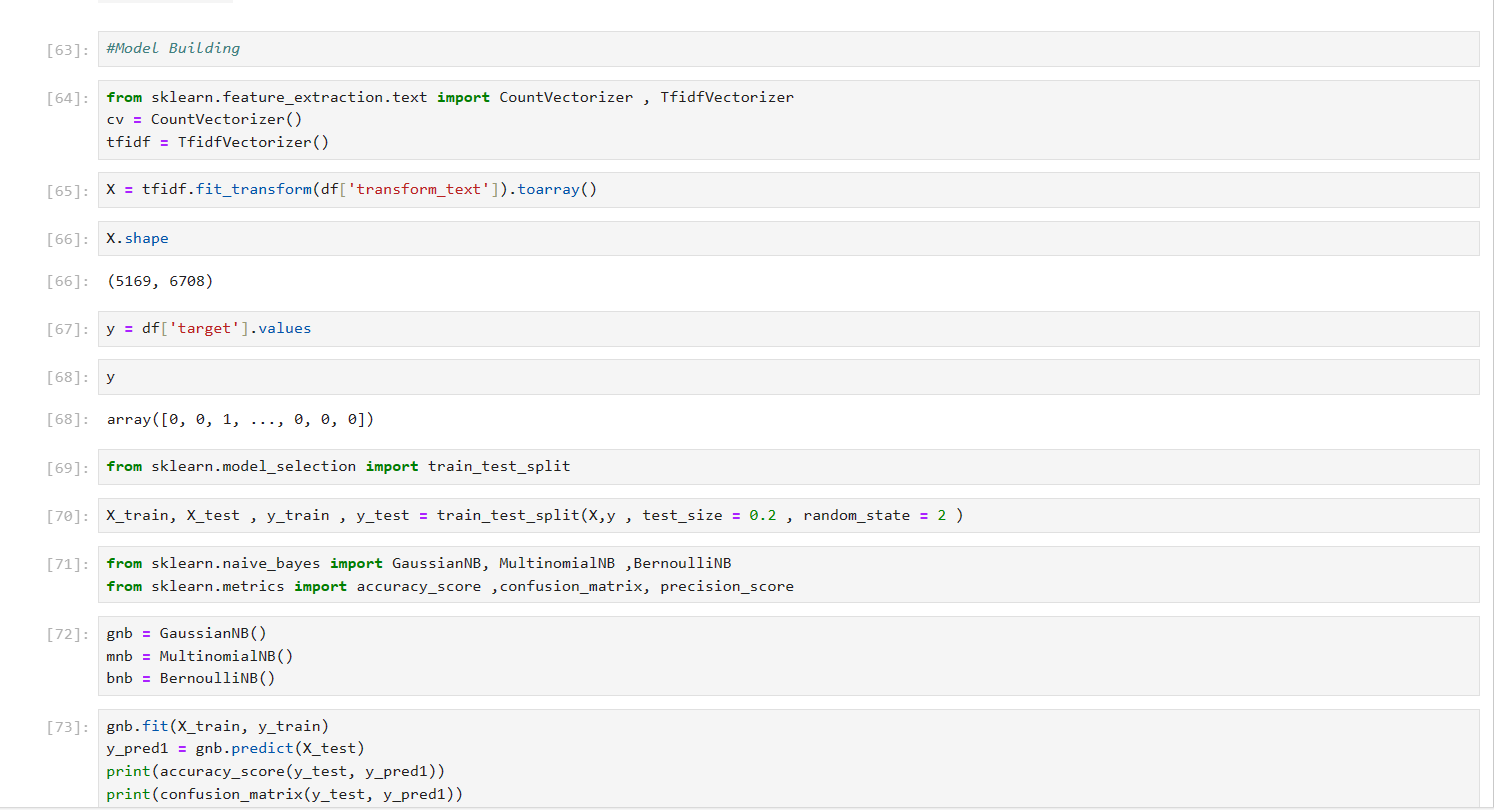 [63]: #Model Building
[64]: from sklearn.feature_extraction.text import CountVectorizer , TfidfVectorizer
cv = CountVectorizer()
tfidf = TfidfVectorizer()
[65]: X = tfidf.fit_transform(df['transform_text']).toarray()
[66]: X.shape
[66]: (5169, 6708)
[67]: y = df['target'].values
[68]: y
[68]: array([0, 0, 1, ..., 0, 0, 0])
[69]: from sklearn.model_selection import train_test_split
[70]: X_train, X_test , y_train , y_test = train_test_split(X,y , test_size = 0.2 , random_state = 2 )
[71]: from sklearn.naive_bayes import GaussianNB, MultinomialNB ,BernoulliNB
from sklearn.metrics import accuracy_score ,confusion_matrix, precision_score
[72]: gnb = GaussianNB()
mnb = MultinomialNB()
bnb = BernoulliNB()
[73]: gnb.fit(X_train, y_train)
y_pred1 = gnb.predict(X_test)
print(accuracy_score(y_test, y_pred1))
print(confusion_matrix(y_test, y_pred1))